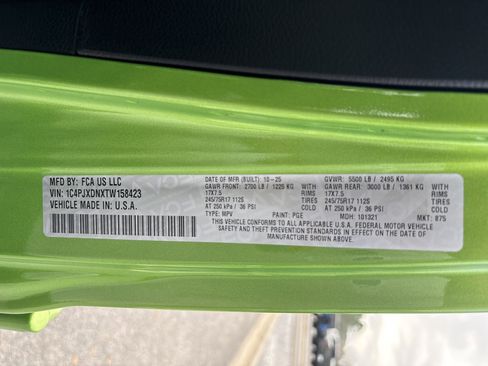 MFD BY: FCA US LLC
VIN: 1C4PJXDNXTW158423
VEHICLE MADE IN: U.S.A.
DATE OF MFR (BUILT): 10-25
GVWR: 5500 LB / 2495 KG
GAWR FRONT: 2700 LB / 1225 KG WITH
GAWR REAR: 3000 LB / 1361 KG WITH
17X7.5 RIMS
17X7.5 RIMS
245/75R17 112S TIRES
245/75R17 112S TIRES
AT 250 kPa / 36 PSI COLD
AT 250 kPa / 36 PSI COLD
TYPE: MPV PAINT: PGE MDH: 101321 MKT: 875
THIS VEHICLE CONFORMS TO ALL APPLICABLE U.S.A. FEDERAL MOTOR VEHICLE
SAFETY AND THEFT PREVENTION STANDARDS IN EFFECT ON THE DATE OF
MANUFACTURE SHOWN ABOVE.